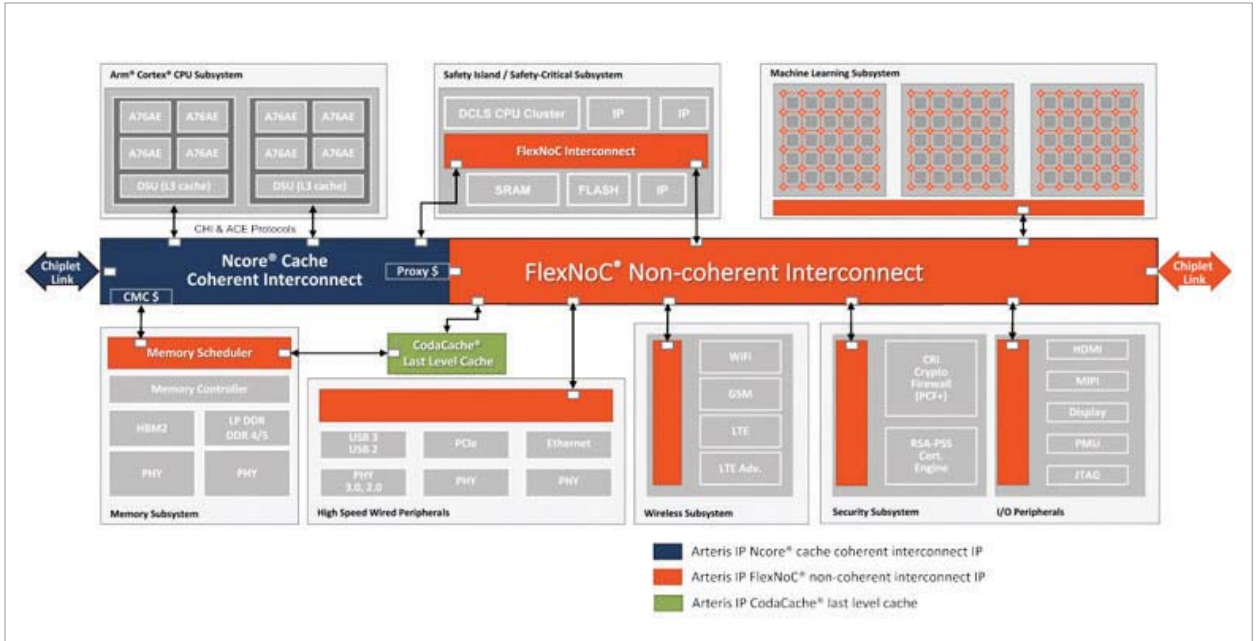 Arm® Cortex® CPU Subsystem
A76AE A76AE A76AE A76AE
A76AE A76AE A76AE A76AE
DSU (L3 cache) DSU (L3 cache)
CHI & ACE Protocols
Safety Island / Safety-Critical Subsystem
DCLS CPU Cluster IP IP
FlexNoC Interconnect
SRAM FLASH IP
Machine Learning Subsystem
Chiplet
Link
Ncore® Cache
Coherent Interconnect
Proxy $
CMC $
FlexNoC® Non-coherent Interconnect
Chiplet
Link
Memory Scheduler
Memory Controller
HBM2
LP DDR
DDR 4/5
PHY PHY
Memory Subsystem
CodaCache®
Last Level Cache
USB 3
USB 2
PCIe
Ethernet
PHY
3.0, 2.0
PHY
PHY
High Speed Wired Peripherals
WiFi
GSM
LTE
LTE Adv.
Wireless Subsystem
CRI
Crypto
Firewall
(PCF+)
RSA-PSS
Cert.
Engine
Security Subsystem
HDMI
MIPI
Display
PMU
JTAG
I/O Peripherals
Arteris IP Ncore® cache coherent interconnect IP
Arteris IP FlexNoC® non-coherent interconnect IP
Arteris IP CodaCache® last level cache